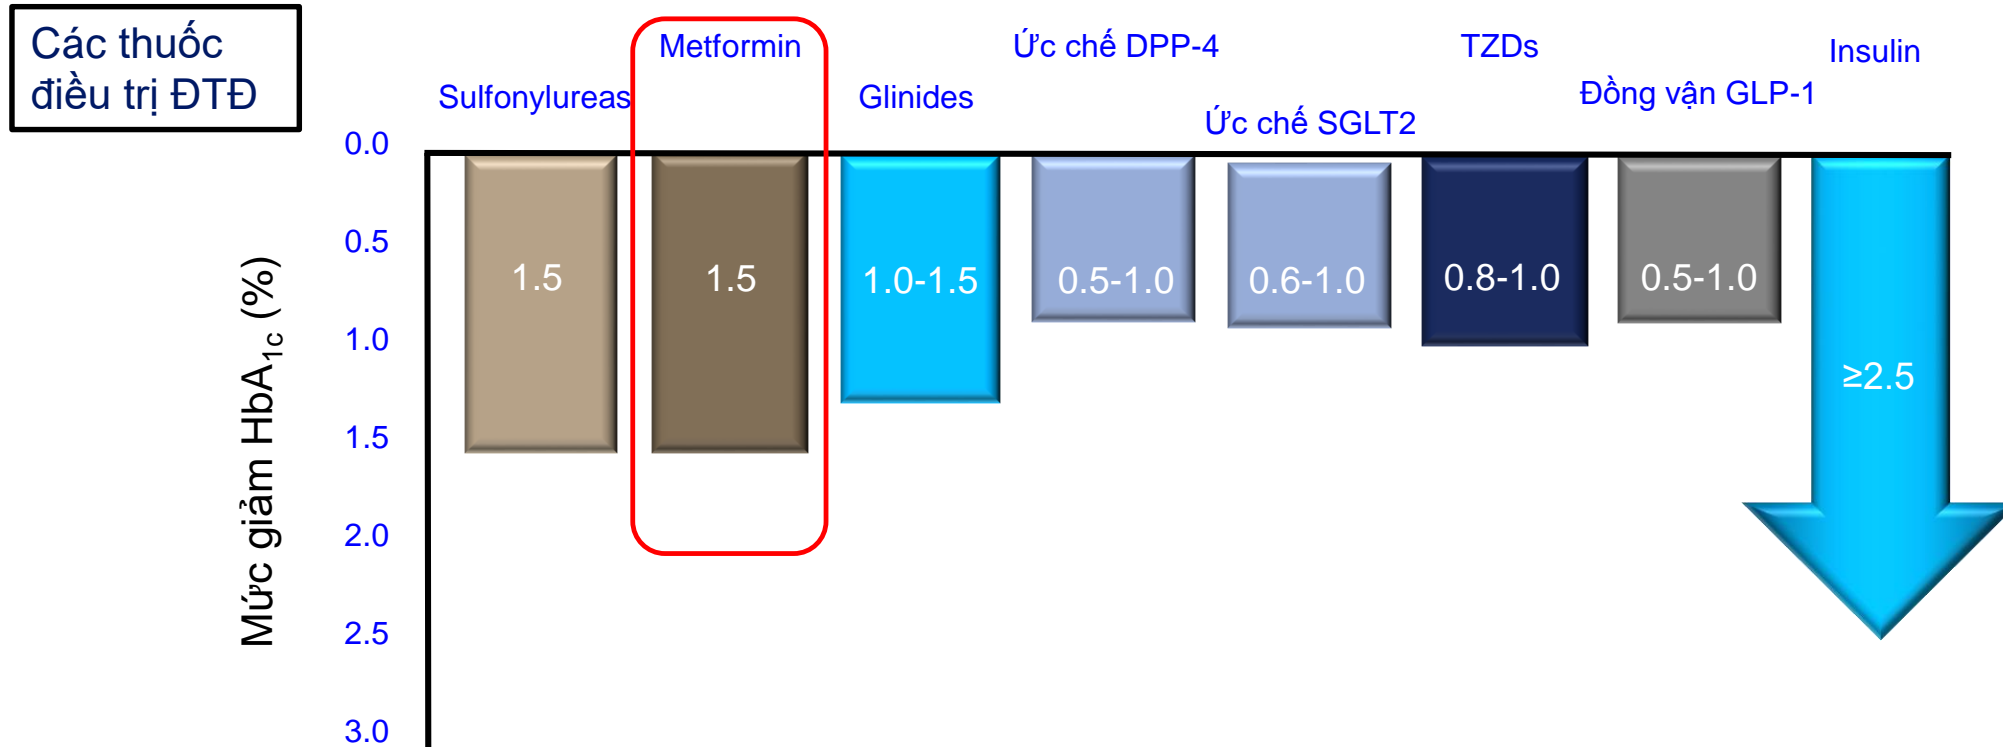 Các thuốc
điều trị ĐTĐ
Metformin
Ức chế DPP-4
TZDs
Insulin
Sulfonylureas
Glinides
Đồng vận GLP-1
Ức chế SGLT2
Mức giảm HbA1c (%)
0.0
0.5
1.0
1.5
2.0
2.5
3.0
1.5
1.5
1.0-1.5
0.5-1.0
0.6-1.0
0.8-1.0
0.5-1.0
≥2.5